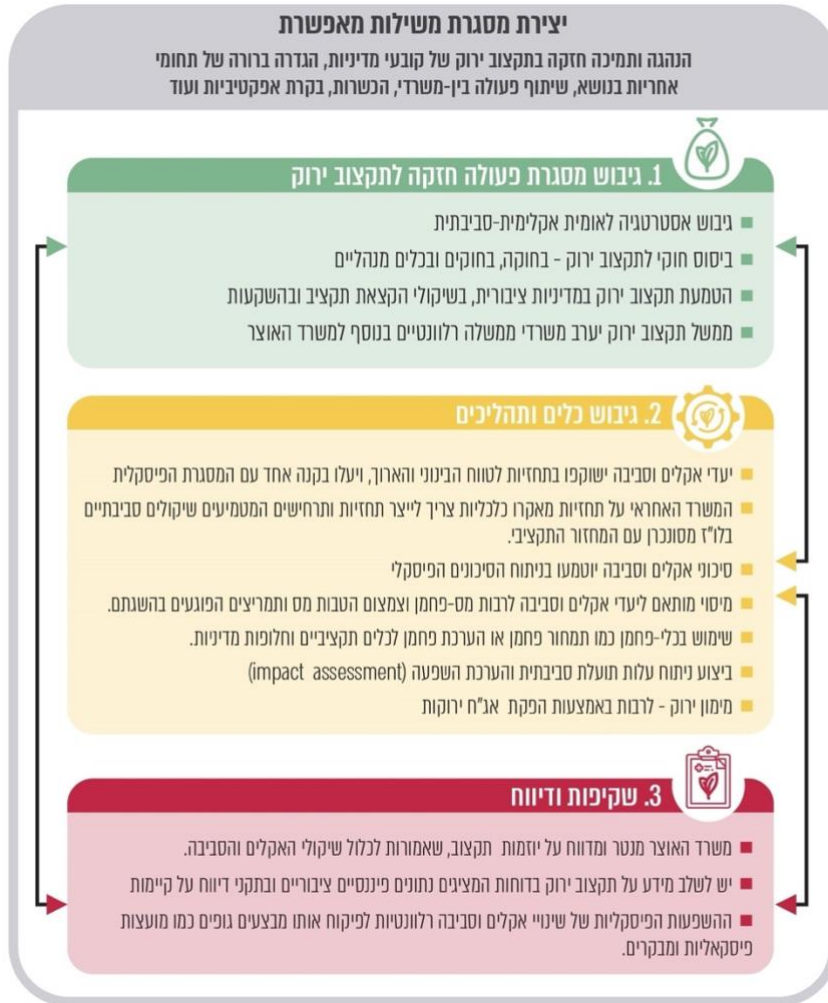 יצירת מסגרת משילות מאפשרת
הנהגה ותמיכה חזקה בתקצוב ירוק של קובעי מדיניות, הגדרה ברורה של תחומי
אחריות בנושא, שיתוף פעולה בין-משרדי, הכשרות, בקרת אפקטיביות ועוד
1. גיבוש מסגרת פעולה חזקה לתקצוב ירוק
■ גיבוש אסטרטגיה לאומית אקלימית-סביבתית
■ ביסוס חוקי לתקצוב ירוק - בחוקה, בחוקים ובכלים מנהליים
■ הטמעת תקצוב ירוק במדיניות ציבורית, בשיקולי הקצאת תקציב ובהשקעות
■ ממשל תקצוב ירוק יערב משרדי ממשלה רלוונטיים בנוסף למשרד האוצר
2. גיבוש כלים ותהליכים
■ יעדי אקלים וסביבה ישוקפו בתחזיות לטווח הבינוני והארוך, ויעלו בקנה אחד עם המסגרת הפיסקלית
■ המשרד האחראי על תחזיות מאקרו כלכליות צריך לייצר תחזיות ותרחישים המטמיעים שיקולים סביבתיים
בלו"ז מסונכרן עם המחזור התקציבי.
■ סיכוני אקלים וסביבה יוטמעו בניתוח הסיכונים הפיסקלי
■ מיסוי מותאם ליעדי אקלים וסביבה לרבות מס-פחמן וצמצום הטבות מס ותמריצים הפוגעים בהשגתם.
■ שימוש בכלי-פחמן כמו תמחור פחמן או הערכת פחמן לכלים תקציביים וחלופות מדיניות.
■ ביצוע ניתוח עלות תועלת סביבתית והערכת השפעה (impact assessment)
■ מימון ירוק - לרבות באמצעות הפקת אג"ח ירוקות
3. שקיפות ודיווח
■ משרד האוצר מנטר ומדווח על יוזמות תקצוב, שאמורות לכלול שיקולי האקלים והסביבה.
■ יש לשלב מידע על תקצוב ירוק בדוחות המציגים נתונים פיננסיים ציבוריים ובתקני דיווח על קיימות
■ ההשפעות הפיסקליות של שינויי אקלים וסביבה רלוונטיות לפיקוח אותו מבצעים גופים כמו מועצות
פיסקאליות ומבקרים.